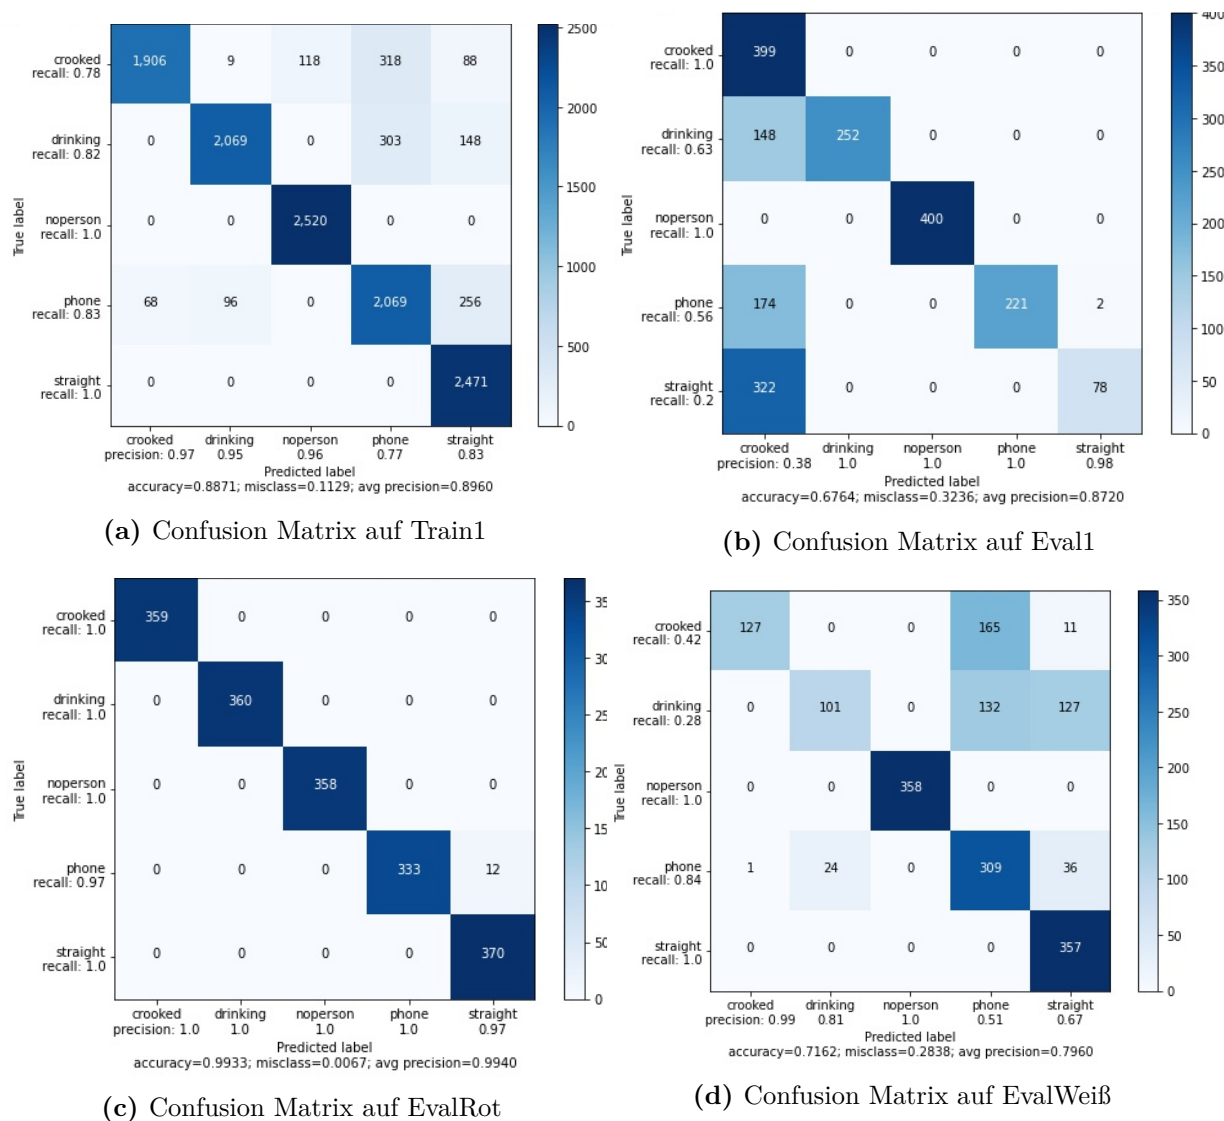 crooked
recall: 0.78
1,906 9 118 318 88
drinking
recall: 0.82
0 2,069 0 303 148
noperson
recall: 1.0
0 0 2,520 0 0
phone
recall: 0.83
68 96 0 2,069 256
straight
recall: 1.0
0 0 0 0 2,471
True label
2500
2000
1500
1000
500
0
crooked drinking noperson phone straight
precision: 0.97 0.95 0.96 0.77 0.83
Predicted label
accuracy=0.8871; misclass=0.1129; avg precision=0.8960
(a) Confusion Matrix auf Train1
crooked
recall: 1.0
399 0 0 0 0
drinking
recall: 0.63
148 252 0 0 0
noperson
recall: 1.0
0 0 400 0 0
phone
recall: 0.56
174 0 0 221 2
straight
recall: 0.2
322 0 0 0 78
True label
400
350
300
250
200
150
100
50
0
crooked drinking noperson phone straight
precision: 0.38 1.0 1.0 1.0 0.98
Predicted label
accuracy=0.6764; misclass=0.3236; avg precision=0.8720
(b) Confusion Matrix auf Eval1
crooked
recall: 1.0
359 0 0 0 0
drinking
recall: 1.0
0 360 0 0 0
noperson
recall: 1.0
0 0 358 0 0
phone
recall: 0.97
0 0 0 333 12
straight
recall: 1.0
0 0 0 0 370
True label
35
30
25
20
15
10
50
0
crooked drinking noperson phone straight
precision: 1.0 1.0 1.0 1.0 0.97
Predicted label
accuracy=0.9933; misclass=0.0067; avg precision=0.9940
(c) Confusion Matrix auf EvalRot
crooked
recall: 0.42
127 0 0 165 11
drinking
recall: 0.28
0 101 0 132 127
noperson
recall: 1.0
0 0 358 0 0
phone
recall: 0.84
1 24 0 309 36
straight
recall: 1.0
0 0 0 0 357
True label
350
300
250
200
150
100
50
0
crooked drinking noperson phone straight
precision: 0.99 0.81 1.0 0.51 0.67
Predicted label
accuracy=0.7162; misclass=0.2838; avg precision=0.7960
(d) Confusion Matrix auf EvalWeiß